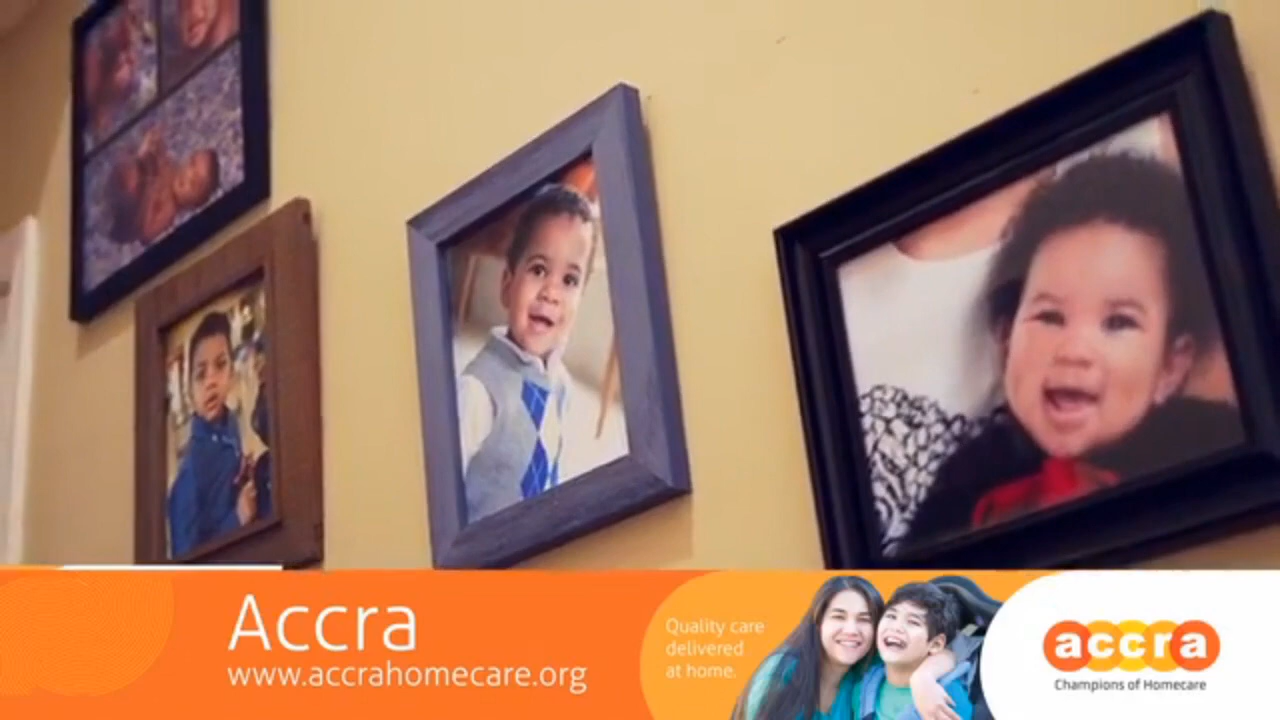 Accra
www.accrahomecare.org
Quality care
delivered
at home.
accra
Champions of Homecare